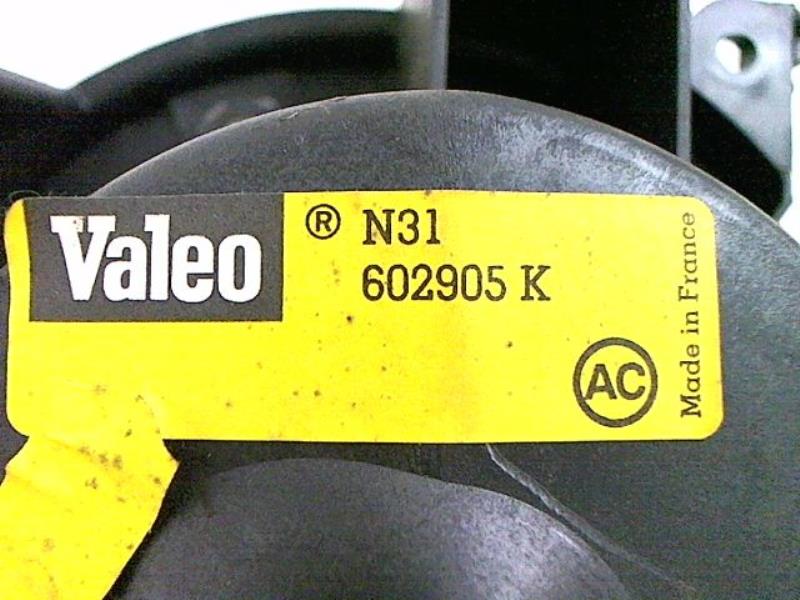 Valeo ® N31
602905 K
AC
Made in France